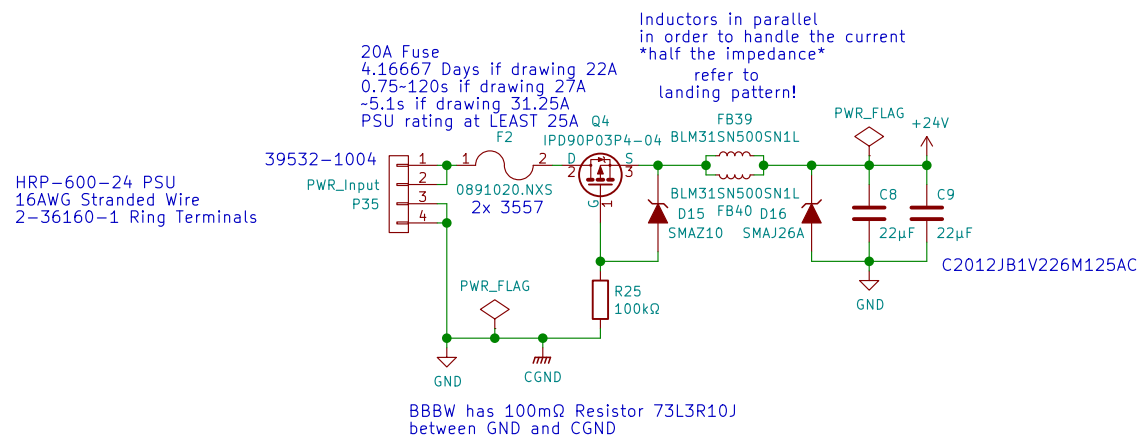 Inductors in parallel
in order to handle the current
*half the impedance*
refer to
landing pattern!
20A Fuse
4.16667 Days if drawing 22A
0.75~120s if drawing 27A
~5.1s if drawing 31.25A
PSU rating at LEAST 25A
F2
1
2
0891020.NXS
2x 3557
Q4
IPD90P03P4-04
D
2
S
3
G
1
FB39
BLM31SN500SN1L
BLM31SN500SN1L
FB40
PWR_FLAG
+24V
39532-1004
PWR_Input
P35
1
2
3
4
HRP-600-24 PSU
16AWG Stranded Wire
2-36160-1 Ring Terminals
D15
SMAZ10
D16
SMAJ26A
C8
22µF
C9
22µF
C2012JB1V226M125AC
GND
PWR_FLAG
R25
100kΩ
GND
CGND
BBBW has 100mΩ Resistor 73L3R10J
between GND and CGND